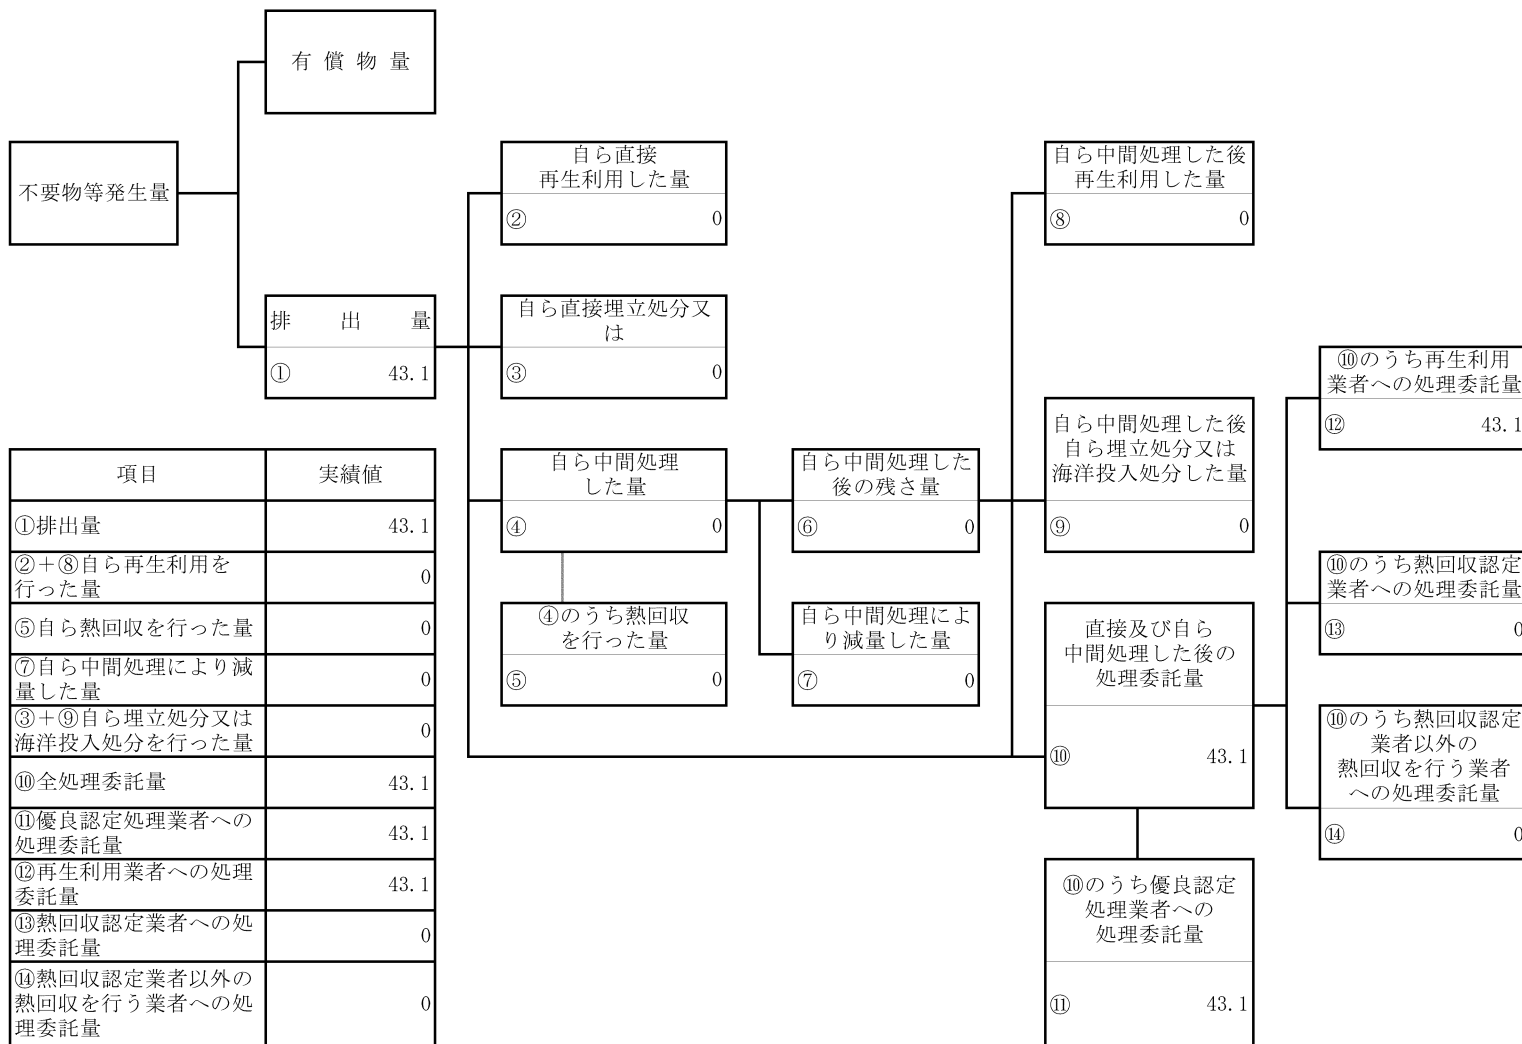 有償物量
不要物等発生量
排出量
① 43.1
自ら直接
再生利用した量
② 0
自ら直接埋立処分又
は
③ 0
自ら中間処理
した量
④ 0
④のうち熱回収
を行った量
⑤ 0
自ら中間処理した
後の残さ量
⑥ 0
自ら中間処理によ
り減量した量
⑦ 0
自ら中間処理した後
再生利用した量
⑧ 0
自ら中間処理した後
自ら埋立処分又は
海洋投入処分した量
⑨ 0
直接及び自ら
中間処理した後の
処理委託量
⑩ 43.1
⑩のうち優良認定
処理業者への
処理委託量
⑪ 43.1
⑩のうち再生利用
業者への処理委託量
⑫ 43.1
⑩のうち熱回収認定
業者への処理委託量
⑬ 0
⑩のうち熱回収認定
業者以外の
熱回収を行う業者
への処理委託量
⑭ 0
項目 実績値
①排出量 43.1
②+⑧自ら再生利用を
行った量 0
⑤自ら熱回収を行った量 0
⑦自ら中間処理により減
量した量 0
③+⑨自ら埋立処分又は
海洋投入処分を行った量 0
⑩全処理委託量 43.1
⑪優良認定処理業者への
処理委託量 43.1
⑫再生利用業者への処理
委託量 43.1
⑬熱回収認定業者への処
理委託量 0
⑭熱回収認定業者以外の
熱回収を行う業者への処
理委託量 0